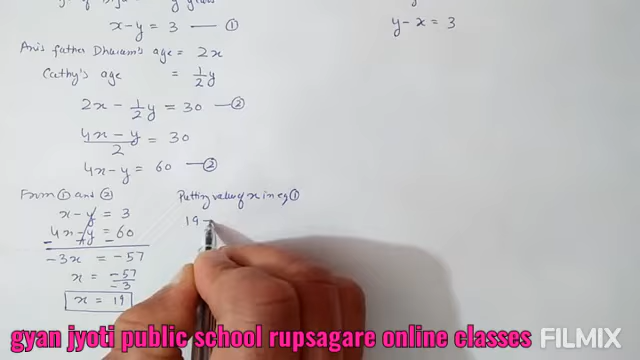 x - y = 3 —①
Ani's father Dharam's age = 2x
Cathy's age = 1/2 y
2x - 1/2 y = 30 —②
4x - y / 2 = 30
4x - y = 60 —②
From ① and ②
x - y = 3
4x - y = 60
- + -
-3x = -57
x = -57 / -3
x = 19
y - x = 3
Putting value of x in eq ①
19 -
gyan jyoti public school rupsagare online classes
FILMIX